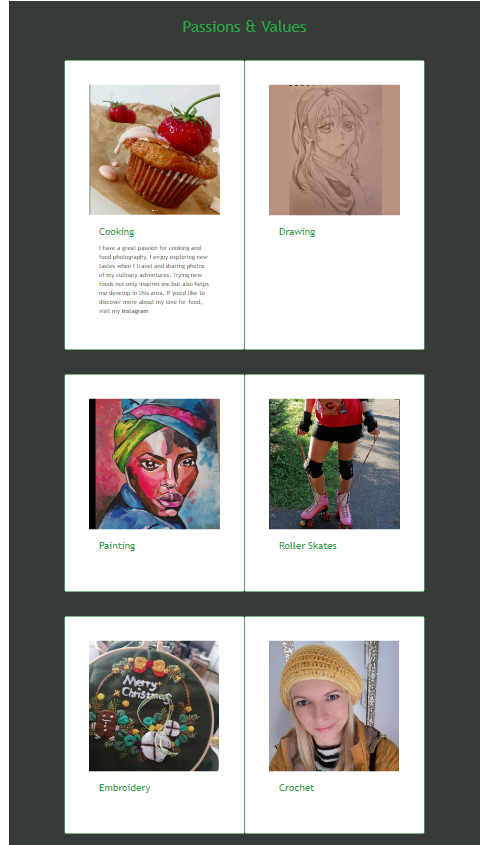 Passions & Values
Cooking
I have a great passion for cooking and
food photography. I enjoy exploring new
tastes when I travel and sharing photos
of my culinary adventures. Trying new
foods not only inspires me but also helps
me develop in this area. If you'd like to
discover more about my love for food,
visit my Instagram
Drawing
Painting
Roller Skates
Merry
Christmas
Embroidery
Crochet